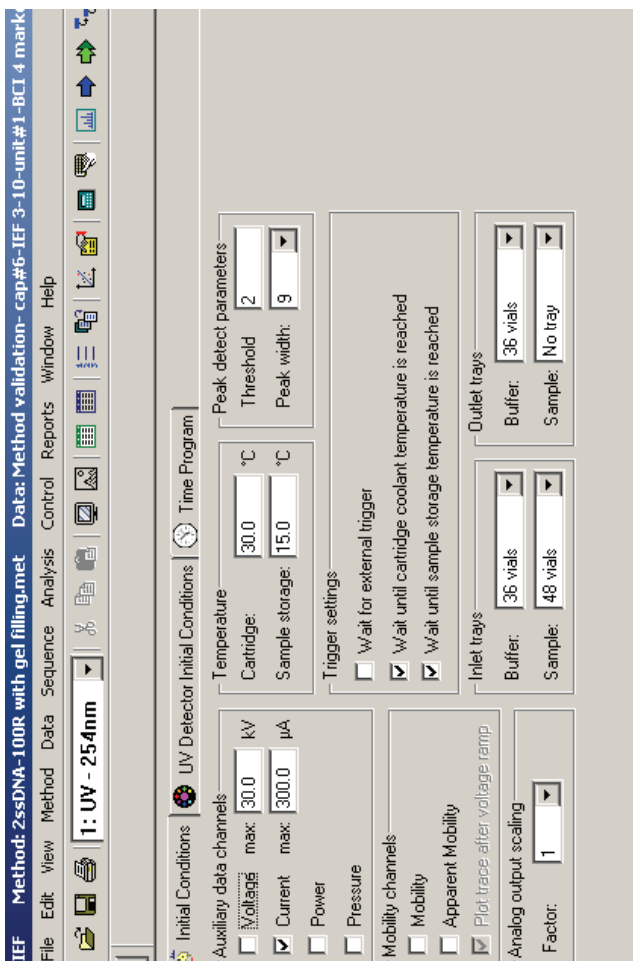 IEF Method: 2ssDNA-100R with gel filling.met Data: Method validation- cap#6-IEF 3-10-unit#1-BCI 4 marke
File Edit View Method Data Sequence Analysis Control Reports Window Help
1: UV - 254nm
Initial Conditions UV Detector Initial Conditions Time Program
Auxiliary data channels
Voltage max: 30.0 kV
Current max: 300.0 µA
Power
Pressure
Mobility channels
Mobility
Apparent Mobility
Plot trace after voltage ramp
Analog output scaling
Factor: 1
Temperature
Cartridge: 30.0 °C
Sample storage: 15.0 °C
Peak detect parameters
Threshold 2
Peak width: 9
Trigger settings
Wait for external trigger
Wait until cartridge coolant temperature is reached
Wait until sample storage temperature is reached
Inlet trays
Buffer: 36 vials
Sample: 48 vials
Outlet trays
Buffer: 36 vials
Sample: No tray